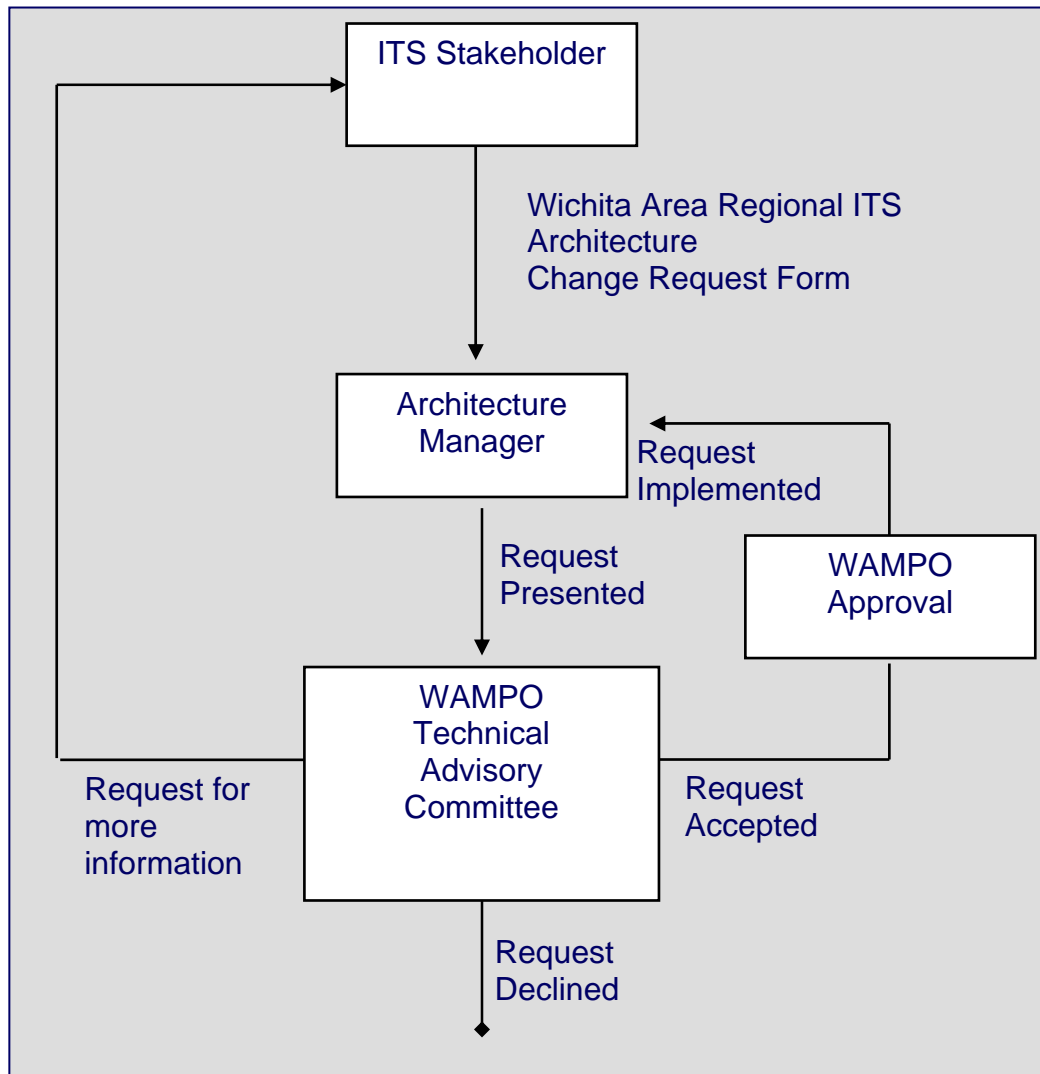 ITS Stakeholder
Wichita Area Regional ITS
Architecture
Change Request Form
Architecture
Manager
Request
Implemented
Request
Presented
WAMPO
Approval
WAMPO
Technical
Advisory
Committee
Request for
more
information
Request
Accepted
Request
Declined